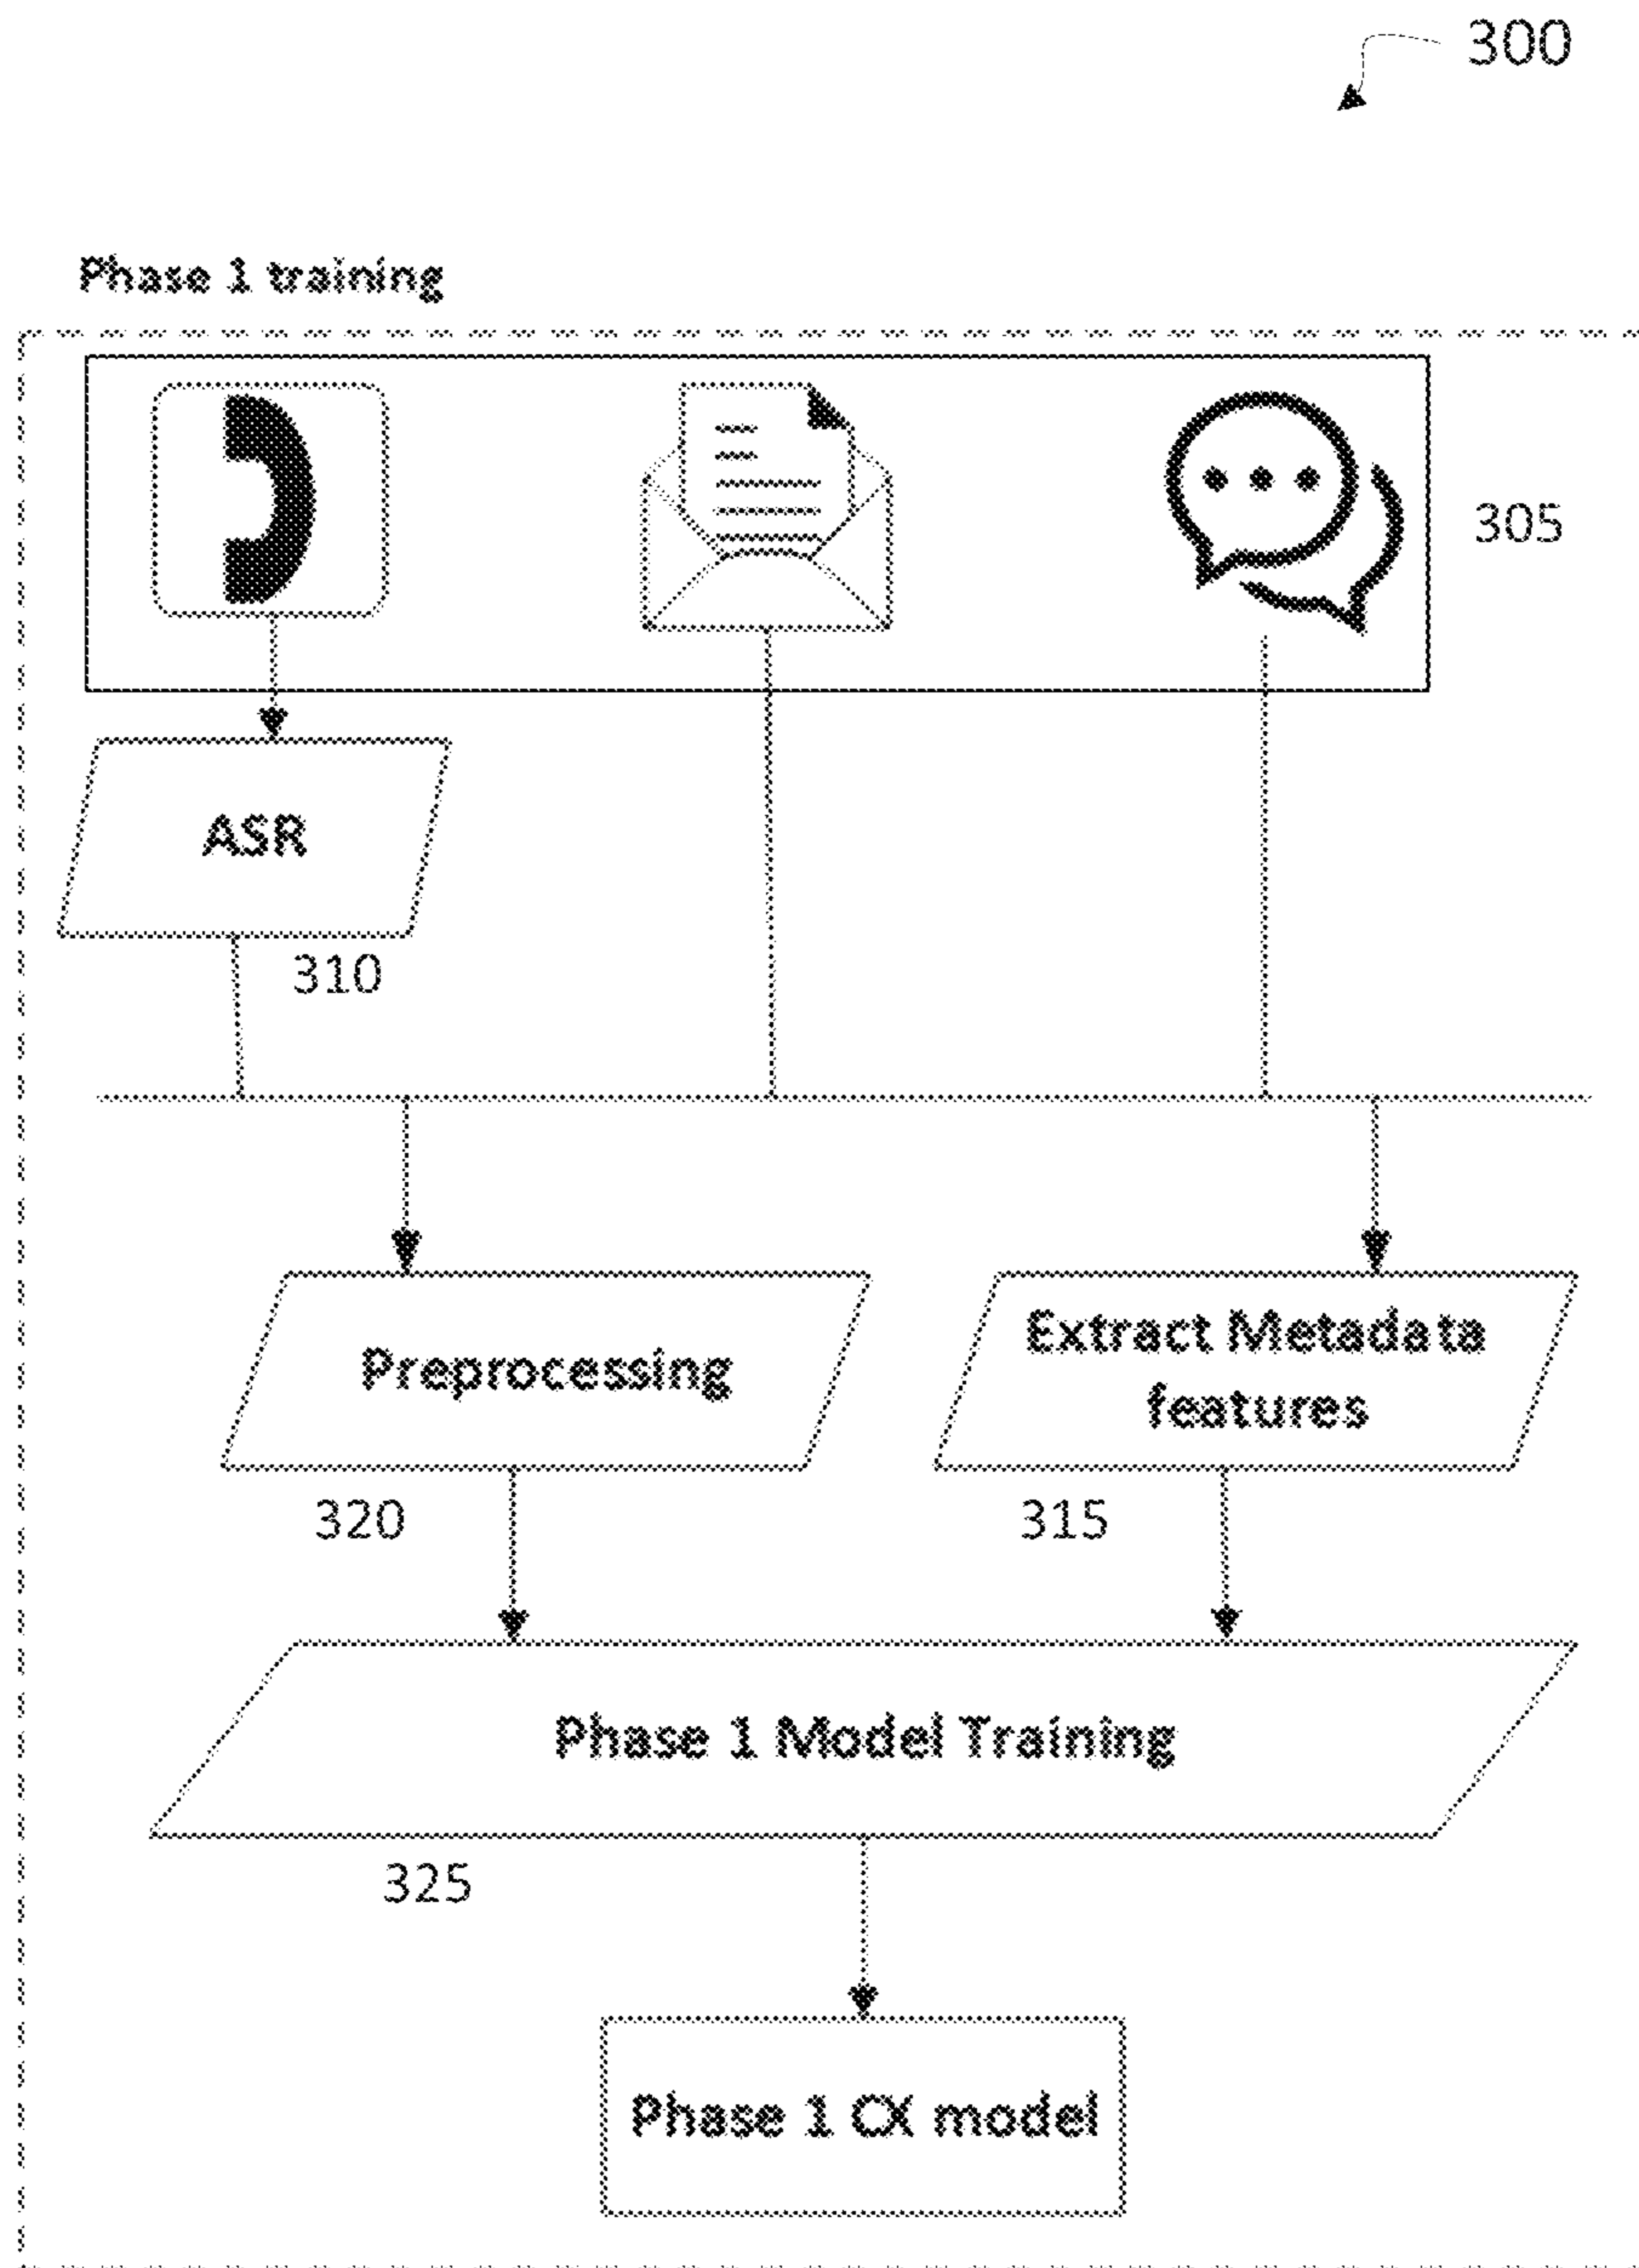 300
Phase 1 training
305
ASR
310
Preprocessing
Extract Metadata
features
320
315
Phase 1 Model Training
325
Phase 1 CX model